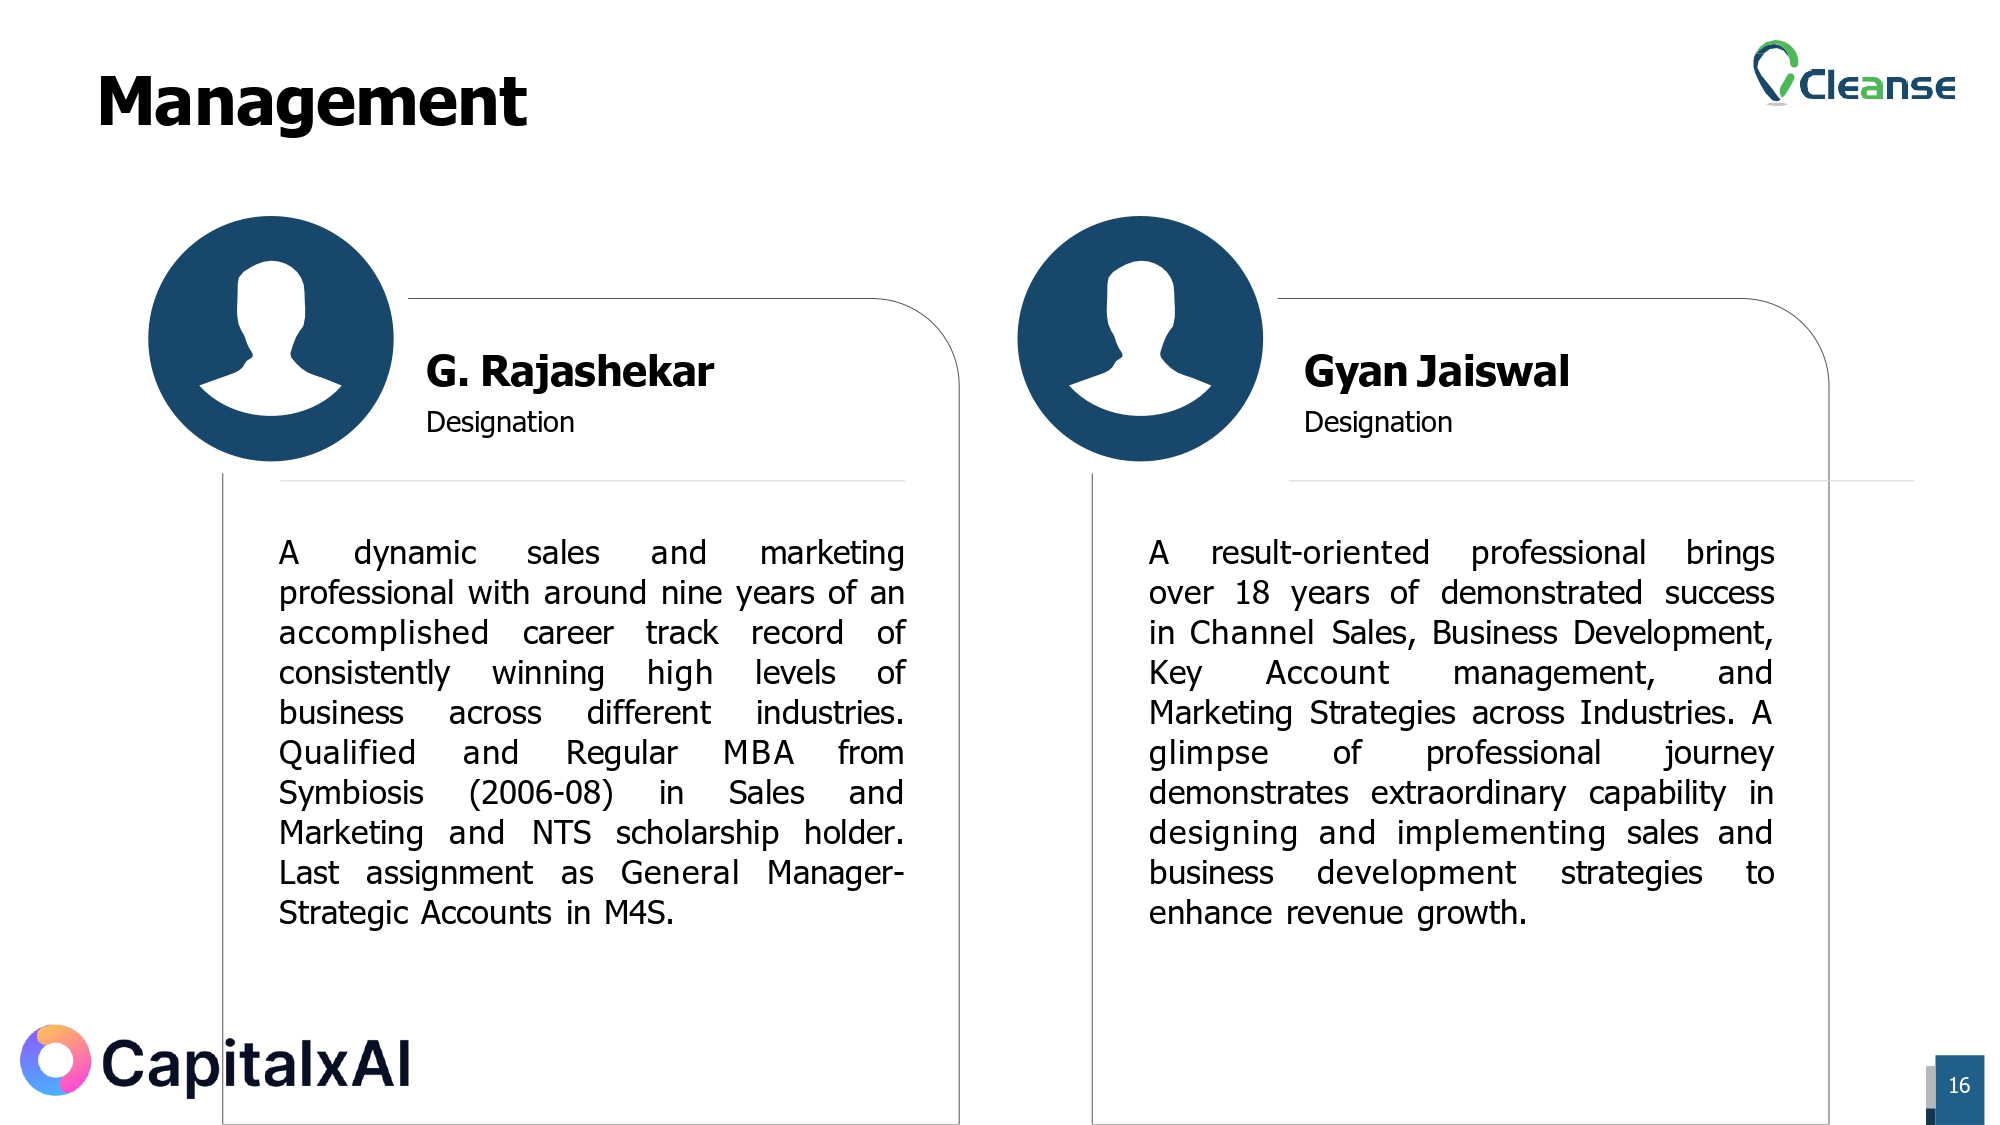 Management
Cleanse
G. Rajashekar
Designation
A dynamic sales and marketing
professional with around nine years of an
accomplished career track record of
consistently winning high levels of
business across different industries.
Qualified and Regular MBA from
Symbiosis (2006-08) in Sales and
Marketing and NTS scholarship holder.
Last assignment as General Manager-
Strategic Accounts in M4S.
Gyan Jaiswal
Designation
A result-oriented professional brings
over 18 years of demonstrated success
in Channel Sales, Business Development,
Key Account management, and
Marketing Strategies across Industries. A
glimpse of professional journey
demonstrates extraordinary capability in
designing and implementing sales and
business development strategies to
enhance revenue growth.
CapitalxAI
16